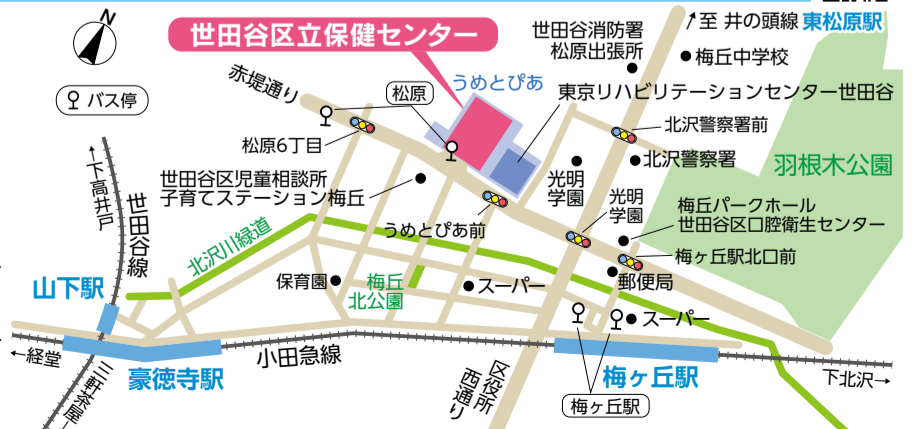 N
バス停
世田谷区立保健センター
世田谷消防署
松原出張所
至 井の頭線 東松原駅
梅丘中学校
赤堤通り
松原
うめとぴあ
東京リハビリテーションセンター世田谷
松原6丁目
北沢警察署前
北沢警察署
羽根木公園
世田谷区児童相談所
子育てステーション梅丘
光明
学園
光明
学園
梅丘パークホール
世田谷区口腔衛生センター
うめとぴあ前
梅ヶ丘駅北口前
←下高井戸
世田谷線
北沢川緑道
保育園
梅丘
北公園
スーパー
郵便局
スーパー
山下駅
←経堂
豪徳寺駅
小田急線
三軒茶屋→
区役所
西通り
梅ヶ丘駅
梅ヶ丘駅
下北沢→